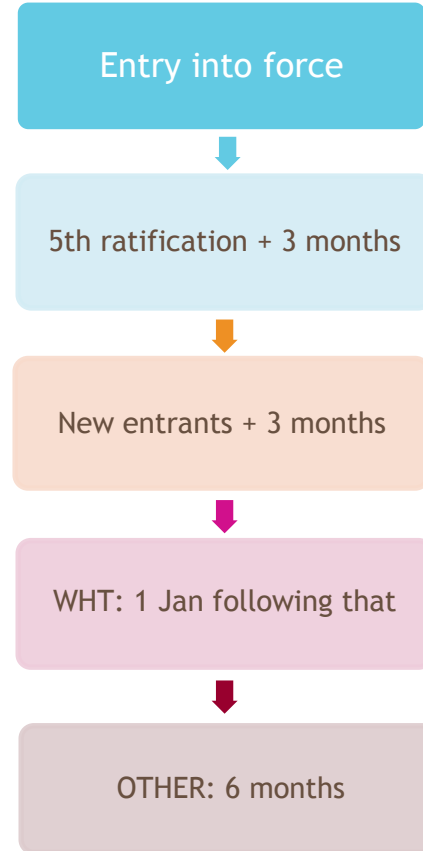 Entry into force
5th ratification + 3 months
New entrants + 3 months
WHT: 1 Jan following that
OTHER: 6 months